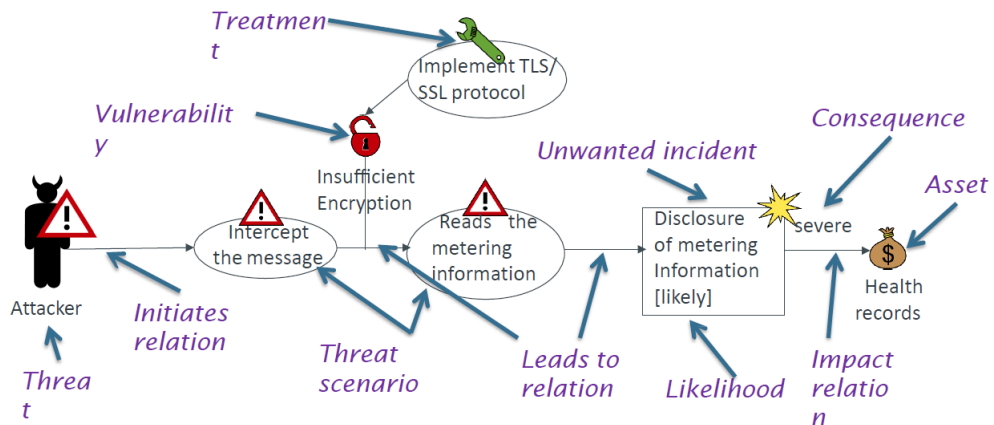 Treatmen
t
Implement TLS/
SSL protocol
Vulnerabilit
y
Consequence
Unwanted incident
Asset
Insufficient
Encryption
Disclosure
of metering
Information
[likely]
severe
Intercept
the message
Reads the
metering
information
$
Health
records
Attacker
Initiates
relation
Threat
scenario
Leads to
relation
Likelihood
Impact
relatio
n
Threa
t